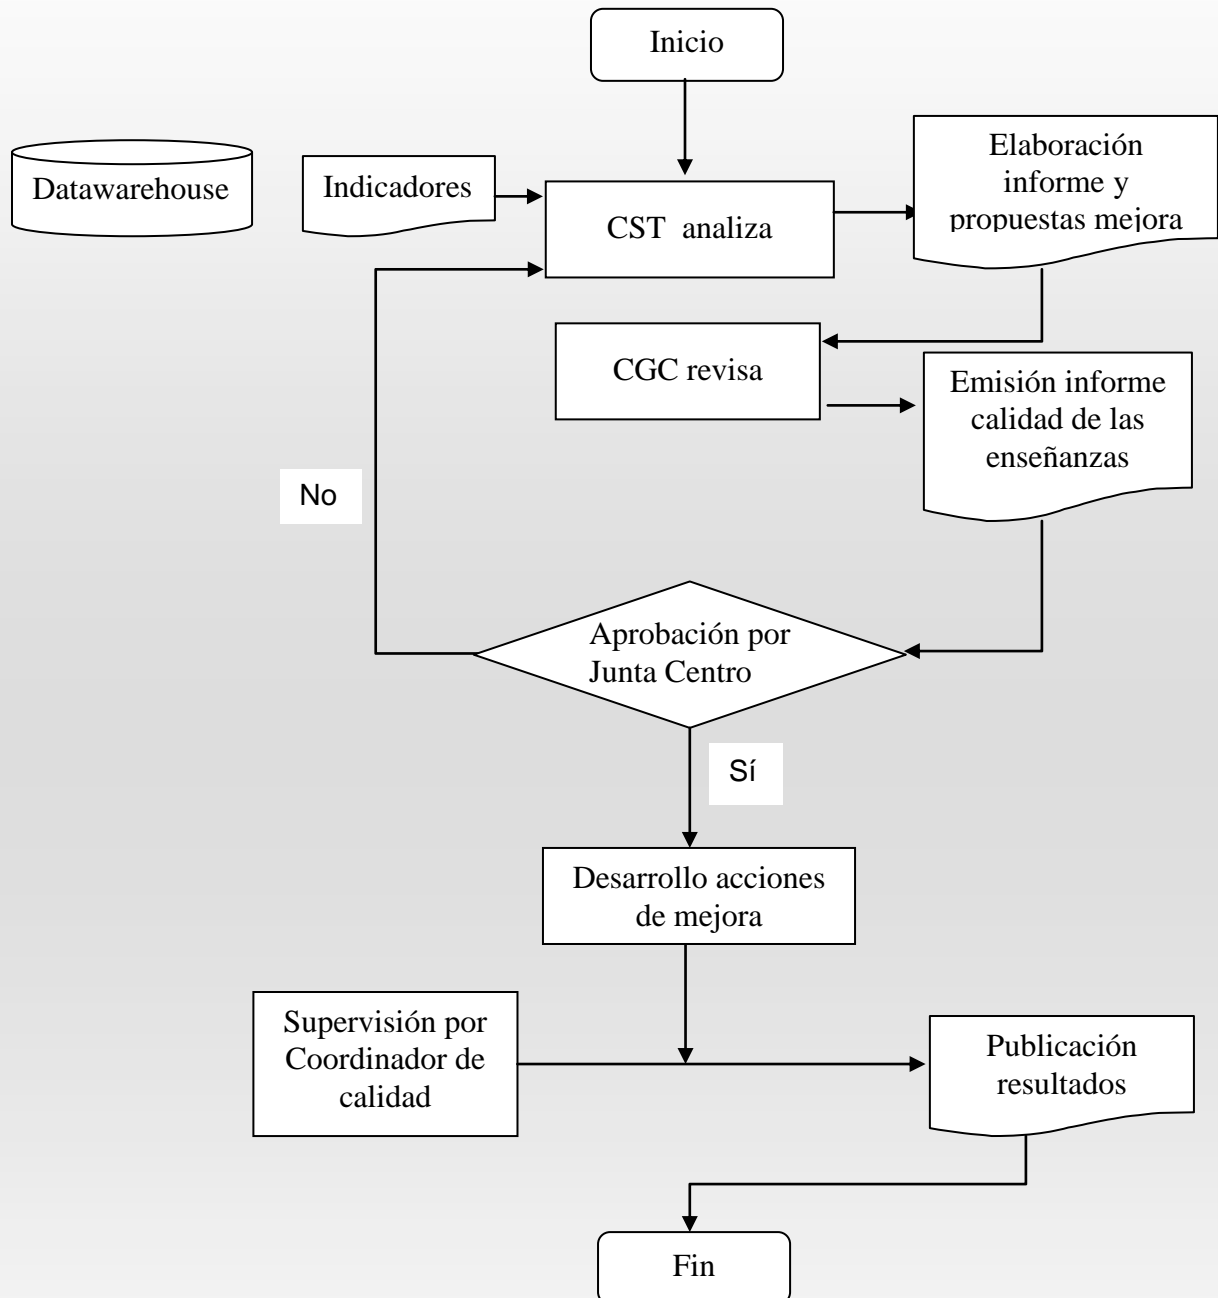 Inicio
Datawarehouse
Indicadores
CST analiza
Elaboración
informe y
propuestas mejora
CGC revisa
Emisión informe
calidad de las
enseñanzas
No
Aprobación por
Junta Centro
Sí
Desarrollo acciones
de mejora
Supervisión por
Coordinador de
calidad
Publicación
resultados
Fin